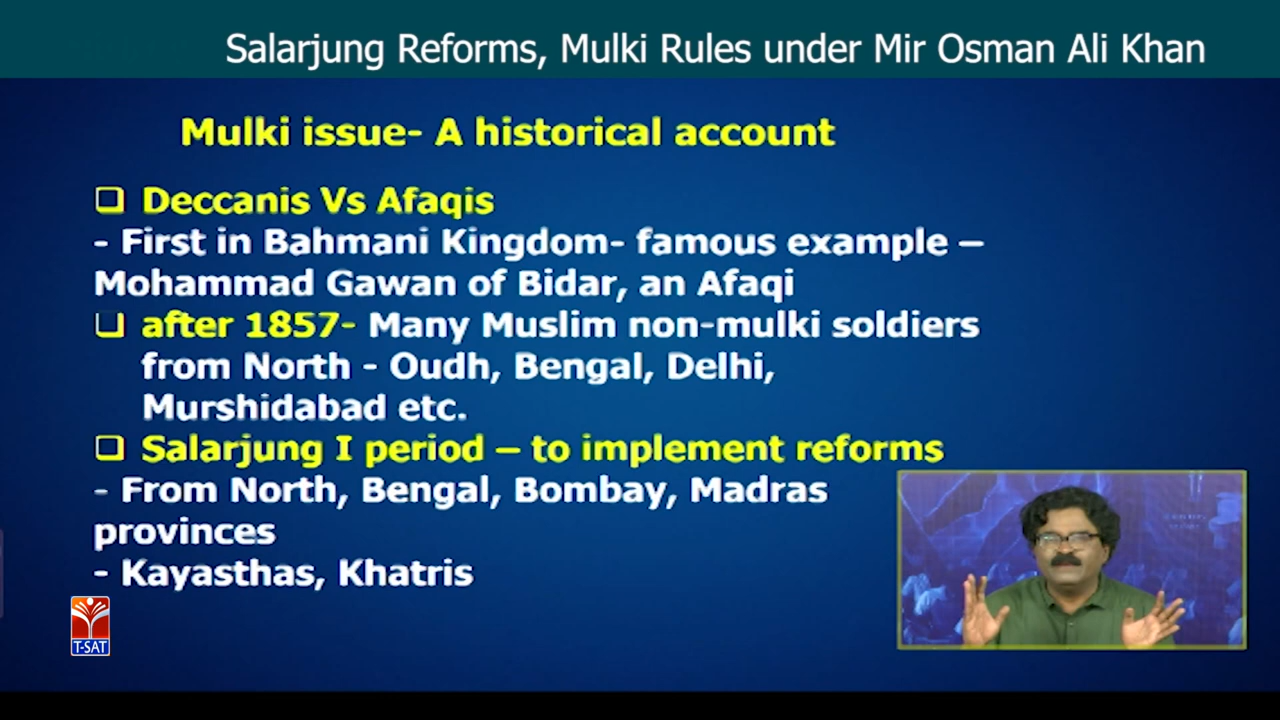 Salarjung Reforms, Mulki Rules under Mir Osman Ali Khan
Mulki issue- A historical account
Deccanis Vs Afaqis
- First in Bahmani Kingdom- famous example –
Mohammad Gawan of Bidar, an Afaqi
after 1857- Many Muslim non-mulki soldiers
from North - Oudh, Bengal, Delhi,
Murshidabad etc.
Salarjung I period – to implement reforms
- From North, Bengal, Bombay, Madras
provinces
- Kayasthas, Khatris
T-SAT